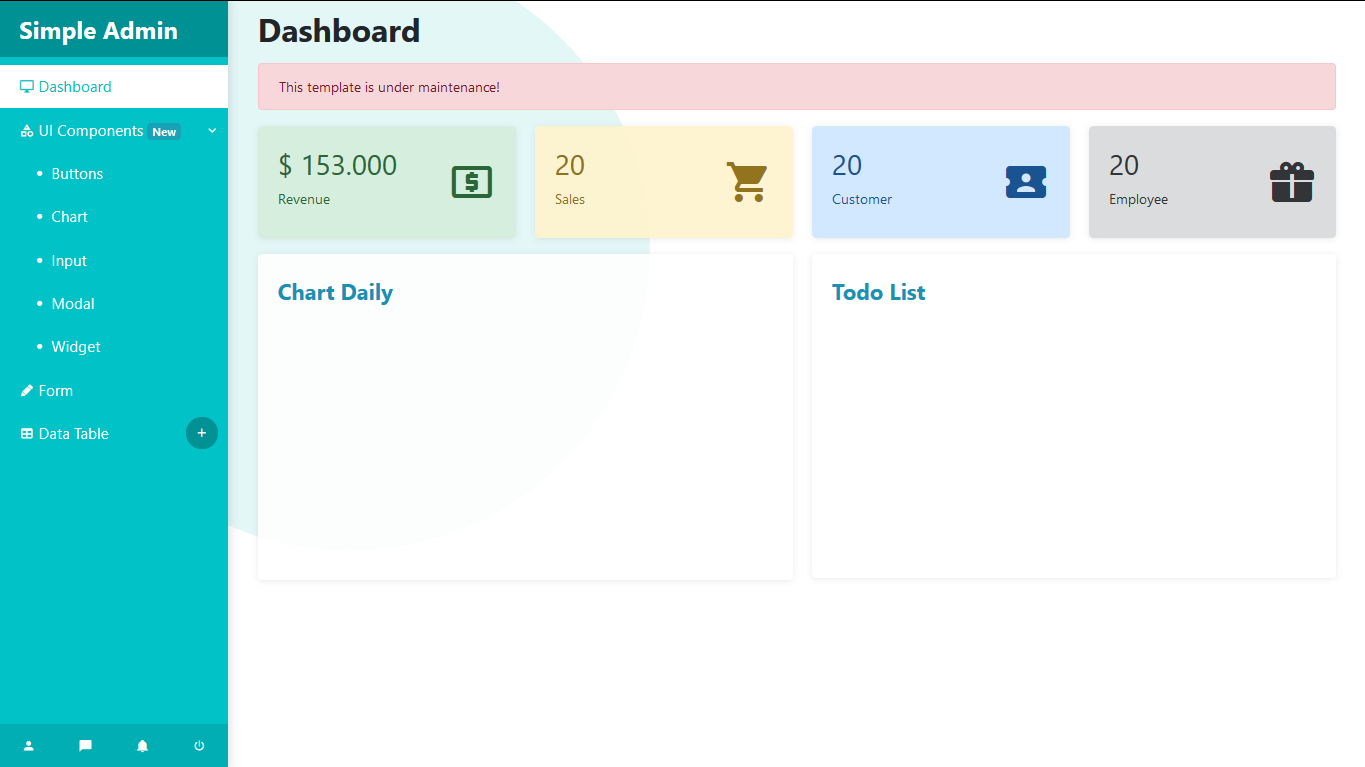 Simple Admin
Dashboard
UI Components New
Buttons
Chart
Input
Modal
Widget
Form
Data Table +
Dashboard
This template is under maintenance!
$ 153.000
Revenue
20
Sales
20
Customer
20
Employee
Chart Daily
Todo List